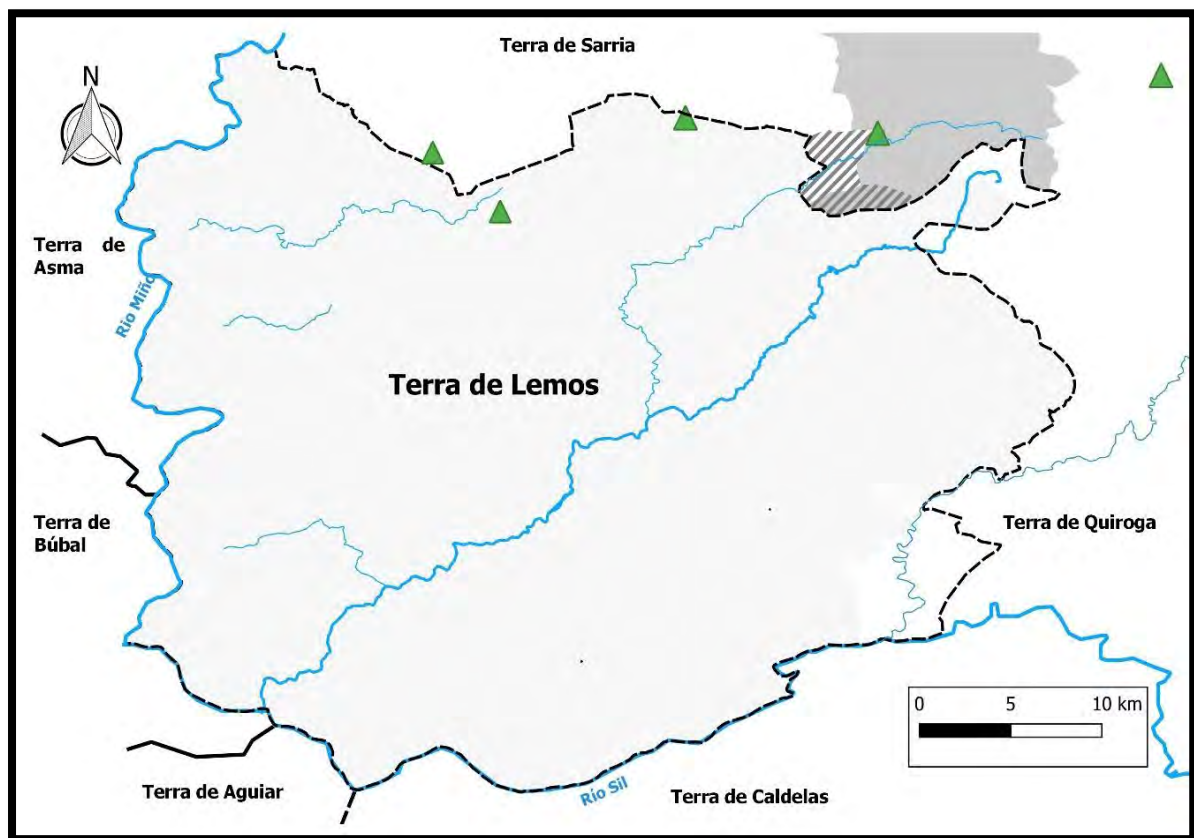 Terra de Sarria
N
Terra de
Asma
Río Miño
Terra de Lemos
Terra de
Búbal
Terra de Quiroga
0 5 10 km
Terra de Aguiar
Río Sil
Terra de Caldelas